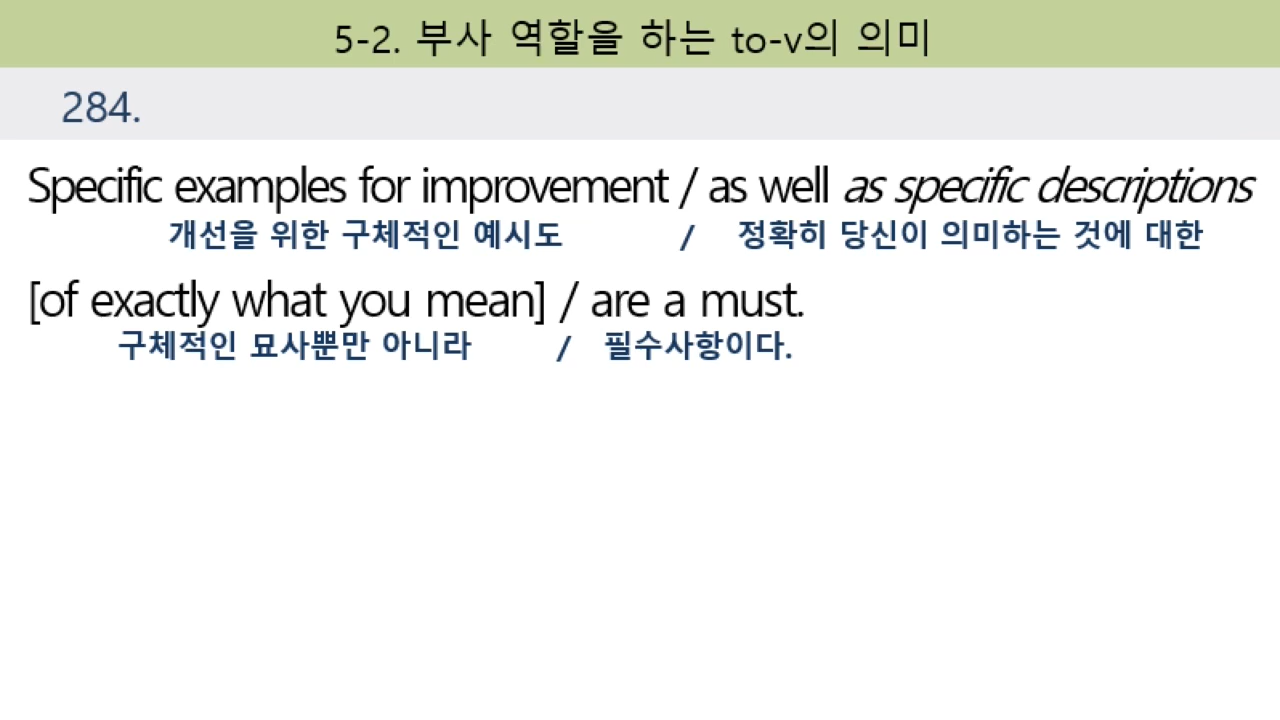 5-2. 부사 역할을 하는 to-v의 의미
284.
Specific examples for improvement / as well as specific descriptions
개선을 위한 구체적인 예시도 / 정확히 당신이 의미하는 것에 대한
[of exactly what you mean] / are a must.
구체적인 묘사뿐만 아니라 / 필수사항이다.